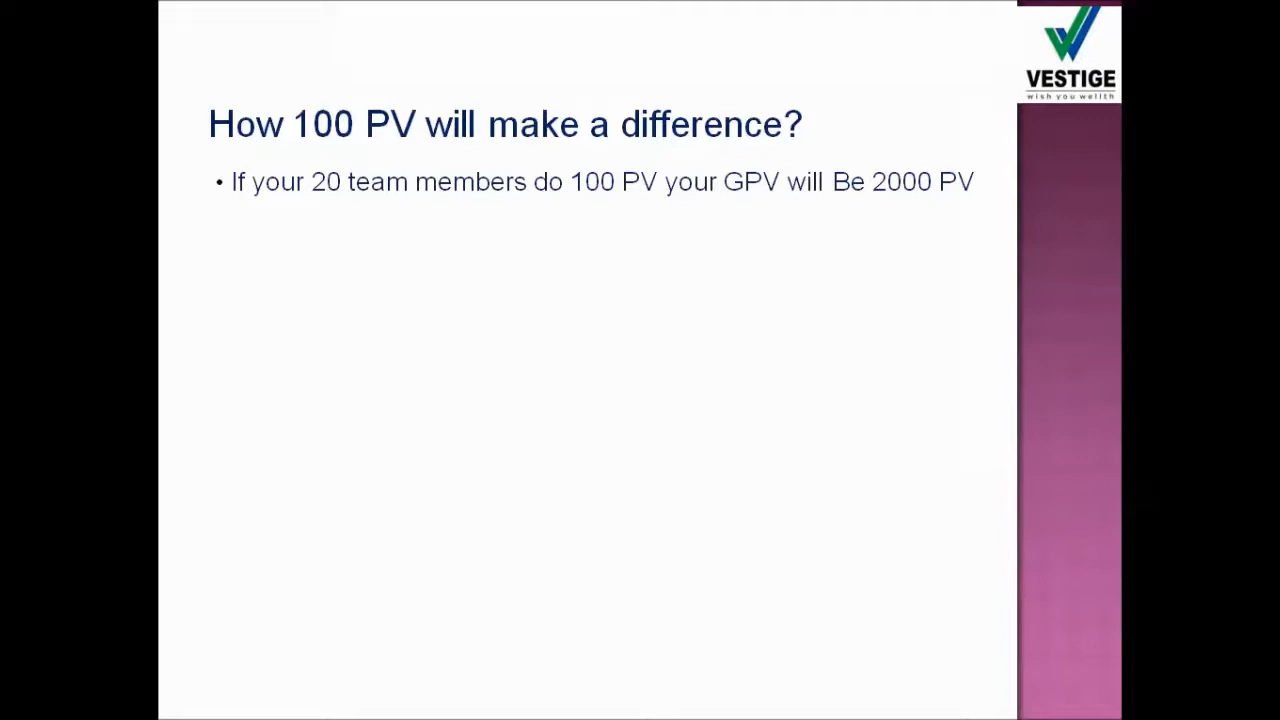 VESTIGE
wish you wellth
How 100 PV will make a difference?
• If your 20 team members do 100 PV your GPV will Be 2000 PV